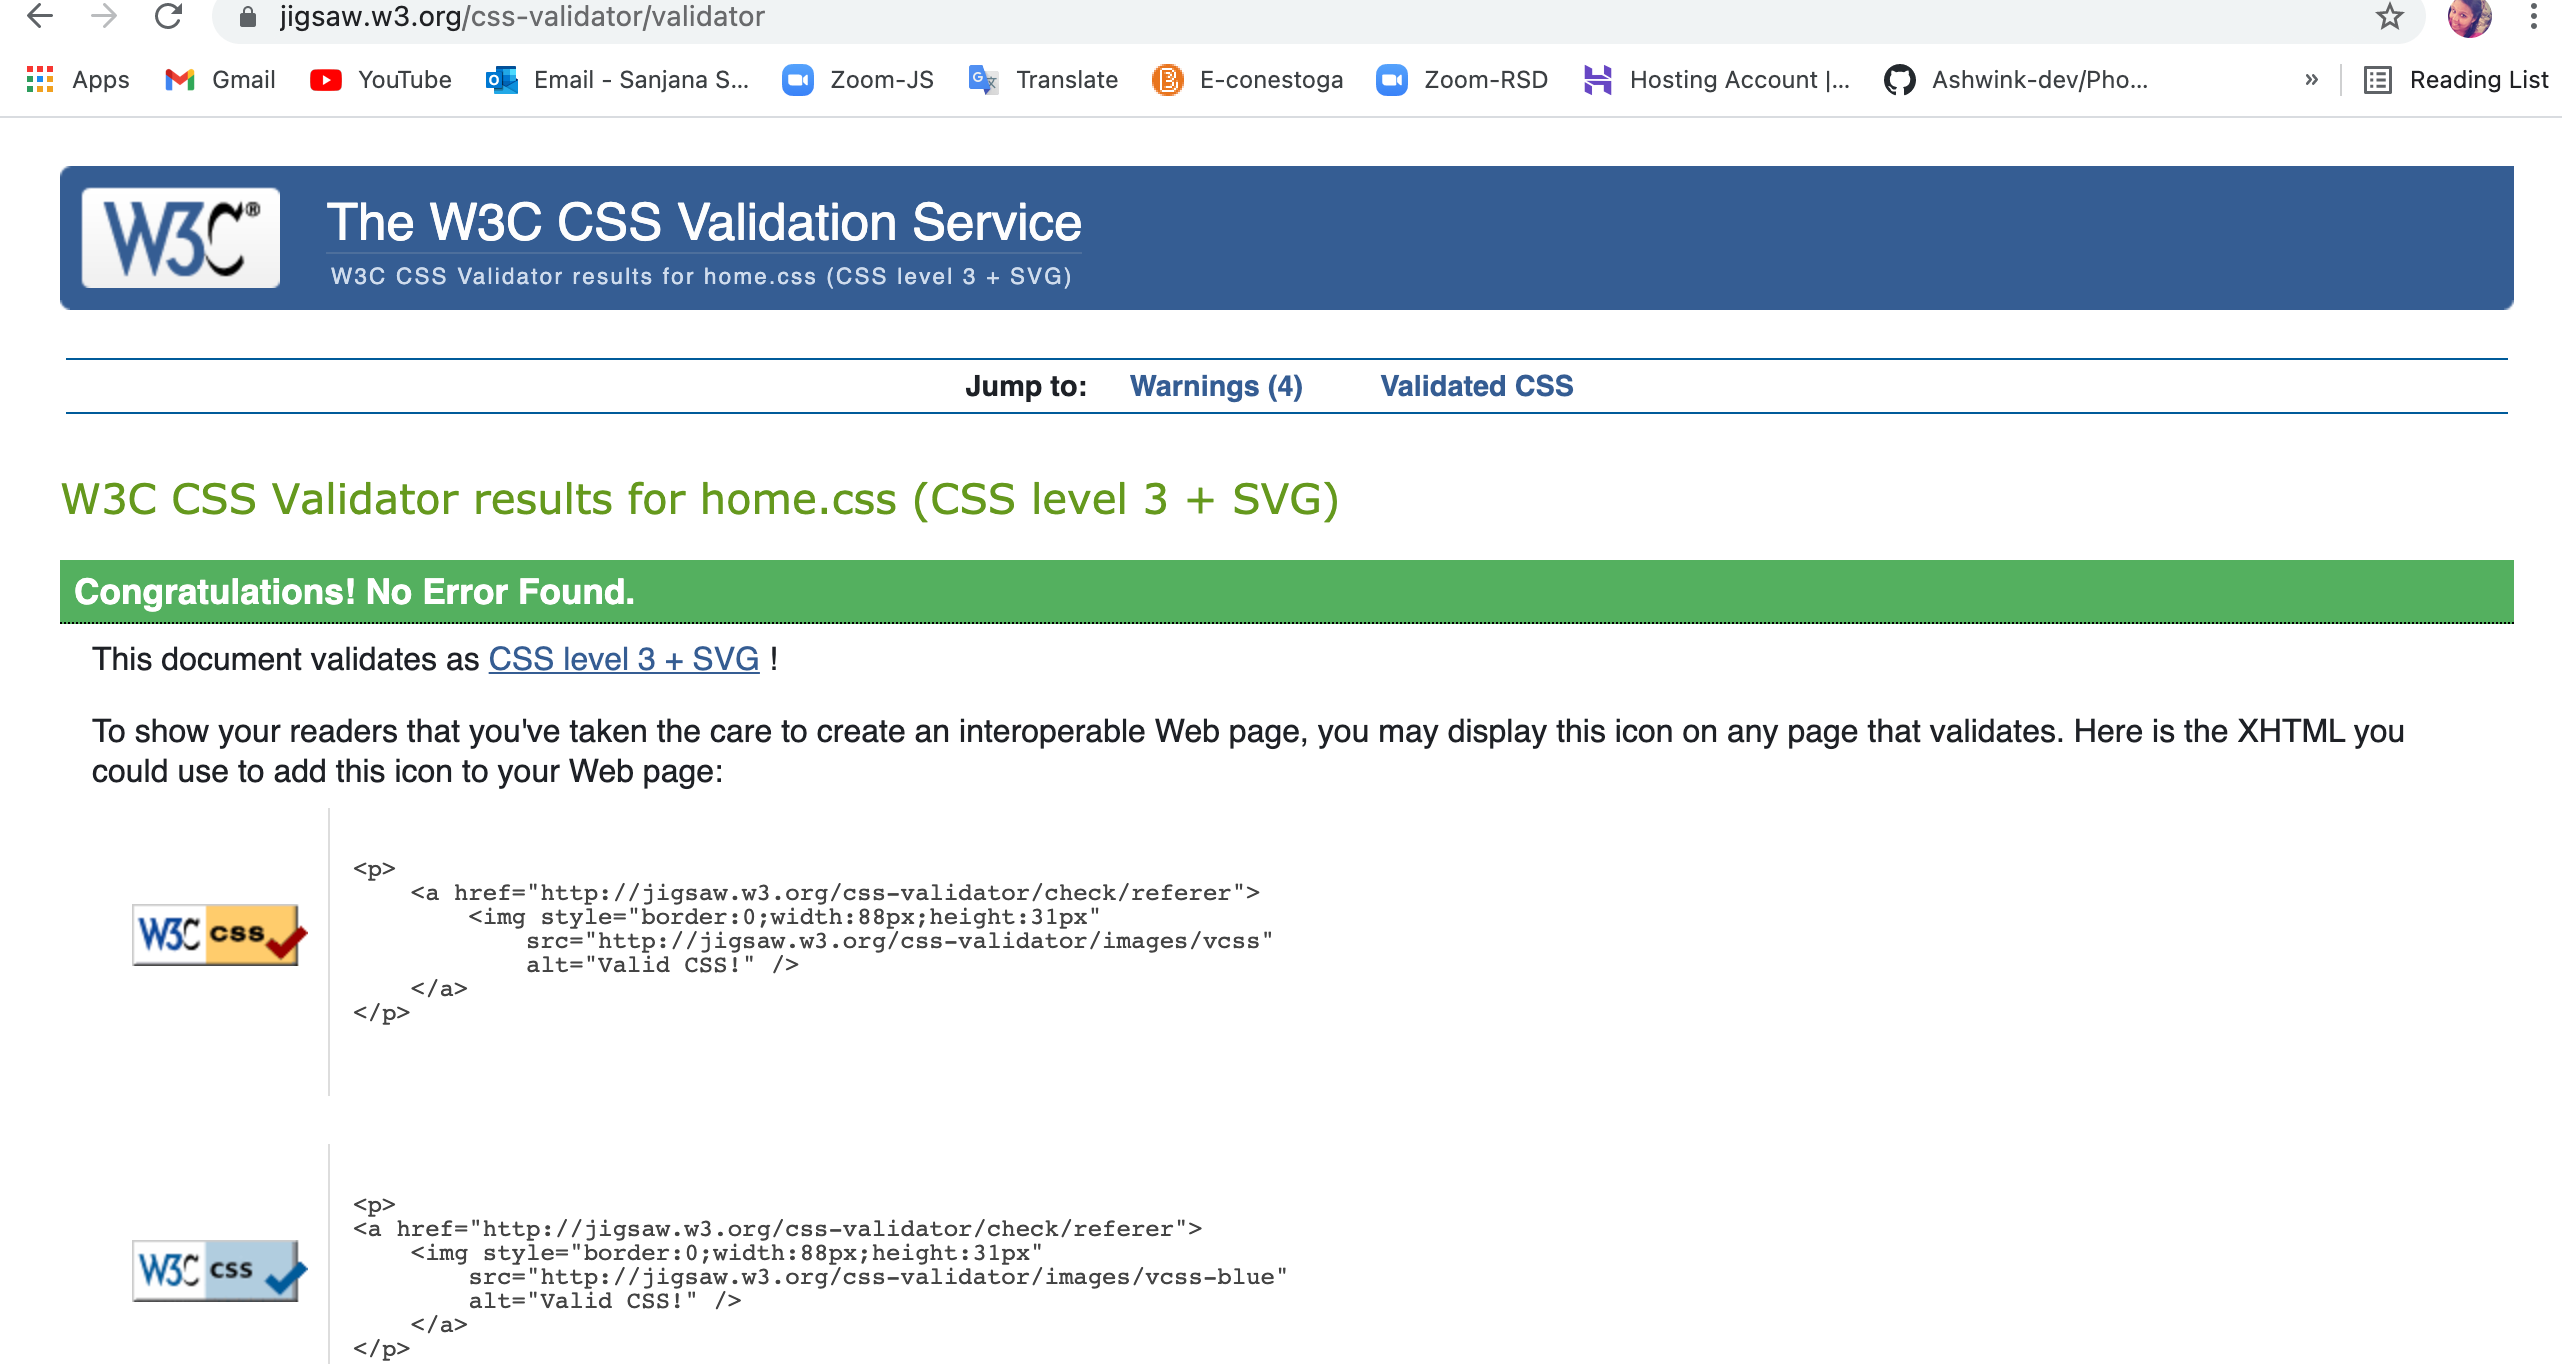 jigsaw.w3.org/css-validator/validator
Apps Gmail YouTube Email - Sanjana S... Zoom-JS Translate E-conestoga Zoom-RSD Hosting Account |... Ashwink-dev/Pho... » Reading List
W3C® The W3C CSS Validation Service
W3C CSS Validator results for home.css (CSS level 3 + SVG)
Jump to: Warnings (4) Validated CSS
W3C CSS Validator results for home.css (CSS level 3 + SVG)
Congratulations! No Error Found.
This document validates as CSS level 3 + SVG !
To show your readers that you've taken the care to create an interoperable Web page, you may display this icon on any page that validates. Here is the XHTML you
could use to add this icon to your Web page:
W3C css
<p>
<a href="http://jigsaw.w3.org/css-validator/check/referer">
<img style="border:0;width:88px;height:31px"
src="http://jigsaw.w3.org/css-validator/images/vcss"
alt="Valid CSS!" />
</a>
</p>
W3C css
<p>
<a href="http://jigsaw.w3.org/css-validator/check/referer">
<img style="border:0;width:88px;height:31px"
src="http://jigsaw.w3.org/css-validator/images/vcss-blue"
alt="Valid CSS!" />
</a>
</p>